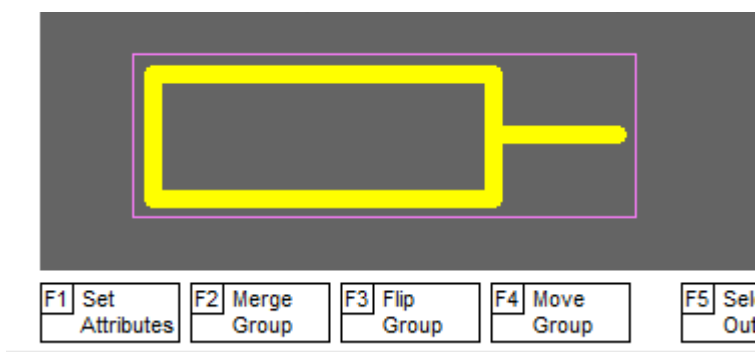 F1 Set
Attributes
F2 Merge
Group
F3 Flip
Group
F4 Move
Group
F5